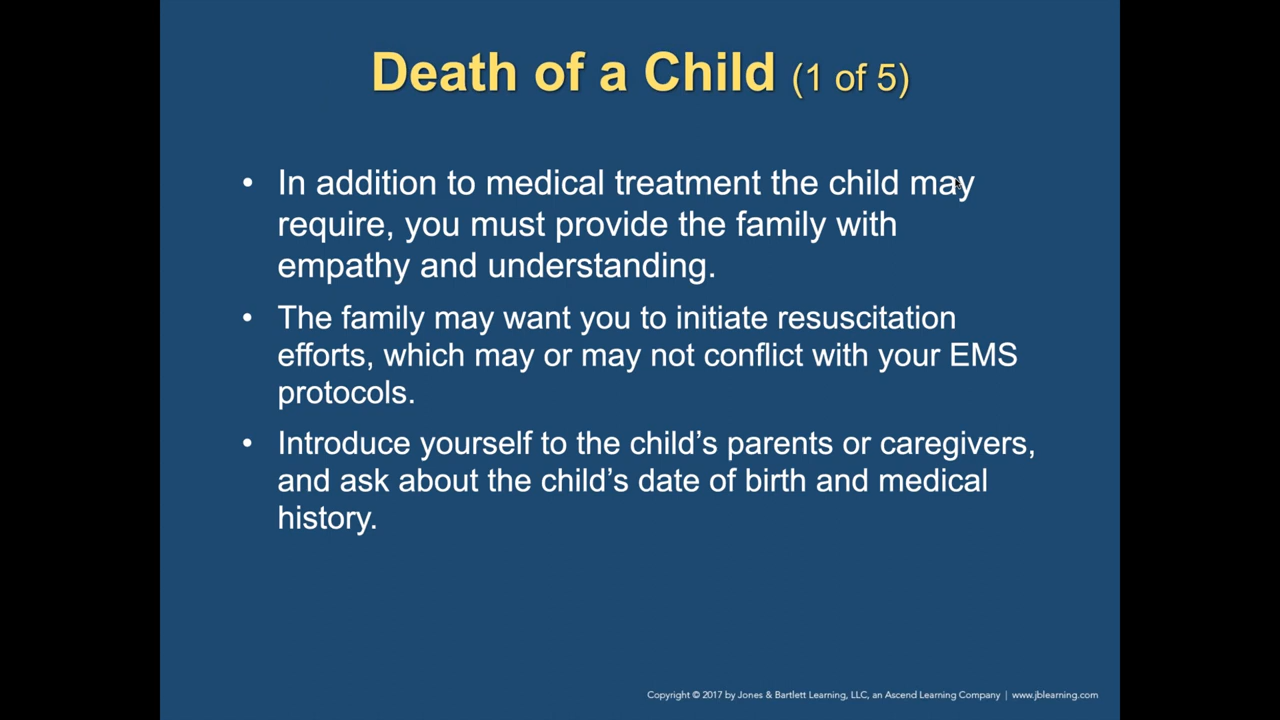 Death of a Child (1 of 5)
• In addition to medical treatment the child may
require, you must provide the family with
empathy and understanding.
• The family may want you to initiate resuscitation
efforts, which may or may not conflict with your EMS
protocols.
• Introduce yourself to the child’s parents or caregivers,
and ask about the child’s date of birth and medical
history.
Copyright © 2017 by Jones & Bartlett Learning, LLC, an Ascend Learning Company | www.jblearning.com